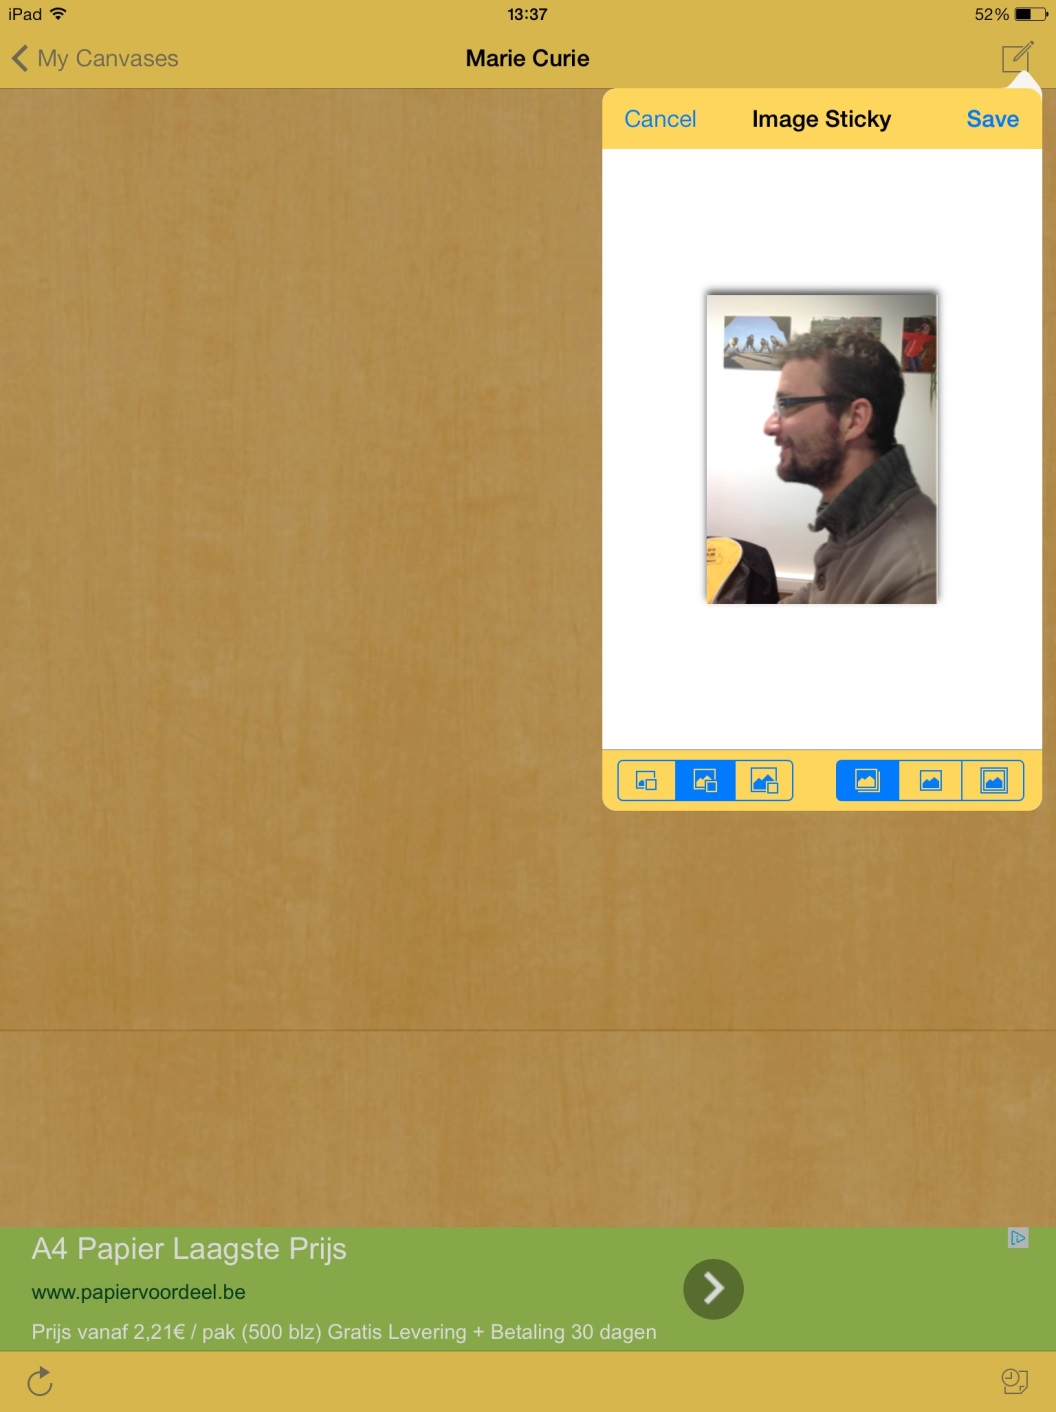 iPad 13:37 52%
My Canvases Marie Curie
Cancel Image Sticky Save
A4 Papier Laagste Prijs
www.papiervoordeel.be
Prijs vanaf 2,21€ / pak (500 blz) Gratis Levering + Betaling 30 dagen